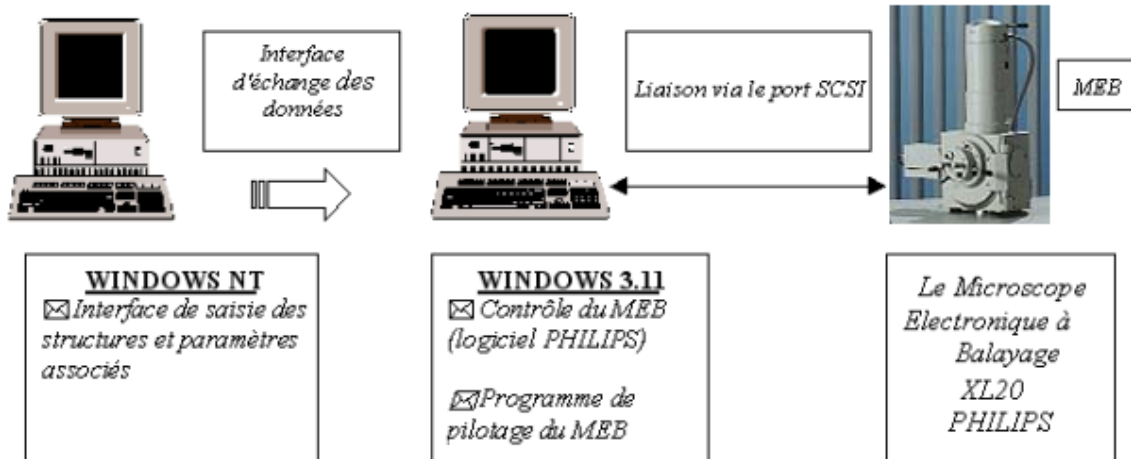 Interface
d'échange des
données
Liaison via le port SCSI
MEB
WINDOWS NT
Interface de saisie des
structures et paramètres
associés
WINDOWS 3.11
Contrôle du MEB
(logiciel PHILIPS)
Programme de
pilotage du MEB
Le Microscope
Electronique à
Balayage
XL20
PHILIPS